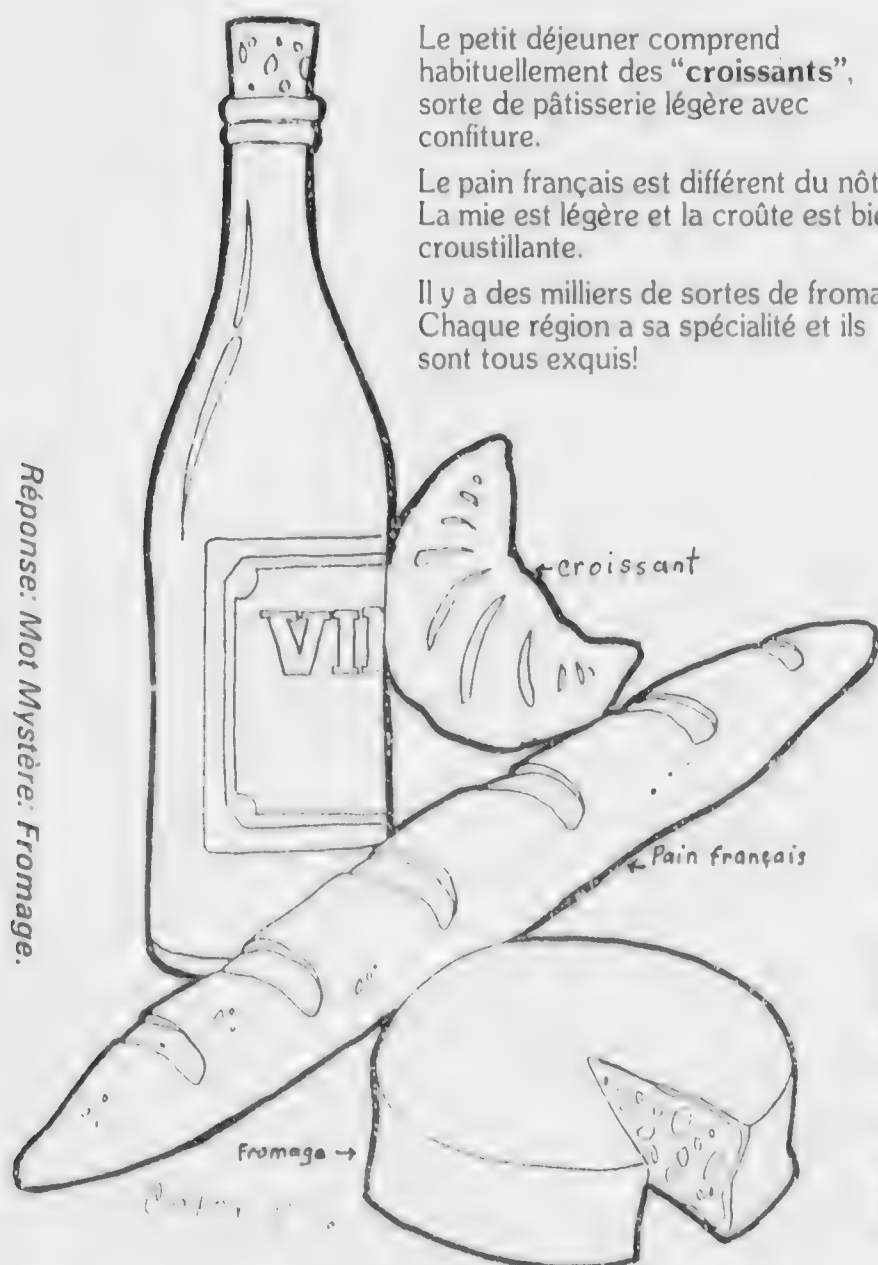 Le petit déjeuner comprend
habituellement des “croissants”,
sorte de pâtisserie légère avec
confiture.
Le pain français est différent du nôt
La mie est légère et la croûte est bie
croustillante.
Il y a des milliers de sortes de froma
Chaque région a sa spécialité et ils
sont tous exquis!
croissant
VI
Pain français
Fromage
Réponse: Mot Mystère: Fromage.